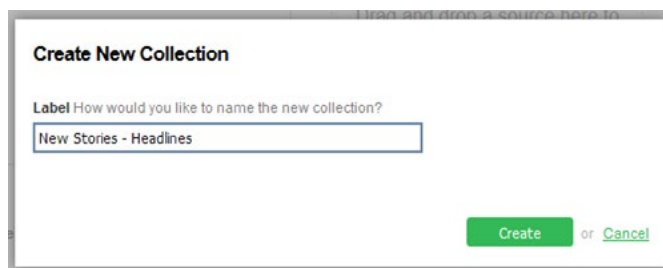 Drag and drop a source here to
Create New Collection
Label How would you like to name the new collection?
New Stories - Headlines
Create or Cancel